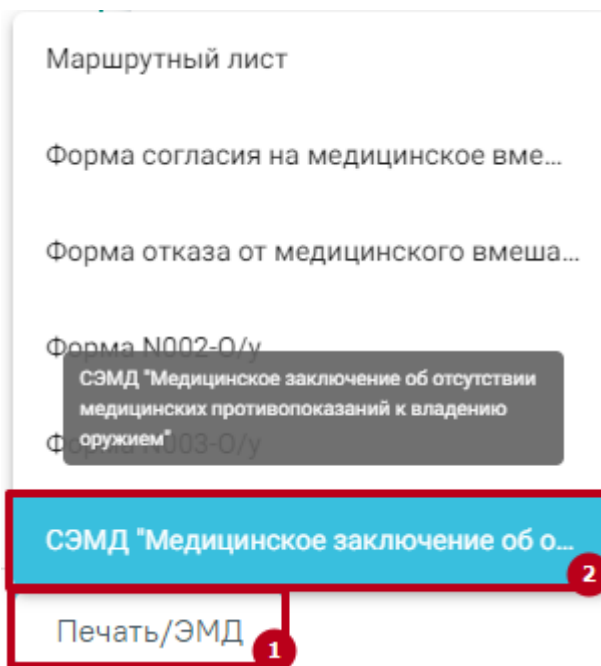 Маршрутный лист
Форма согласия на медицинское вме...
Форма отказа от медицинского вмеша...
Форма N002-О/у
СЭМД "Медицинское заключение об отсутствии
медицинских противопоказаний к владению
оружием"
Форма N003-О/у
СЭМД "Медицинское заключение об о...
2
Печать/ЭМД
1